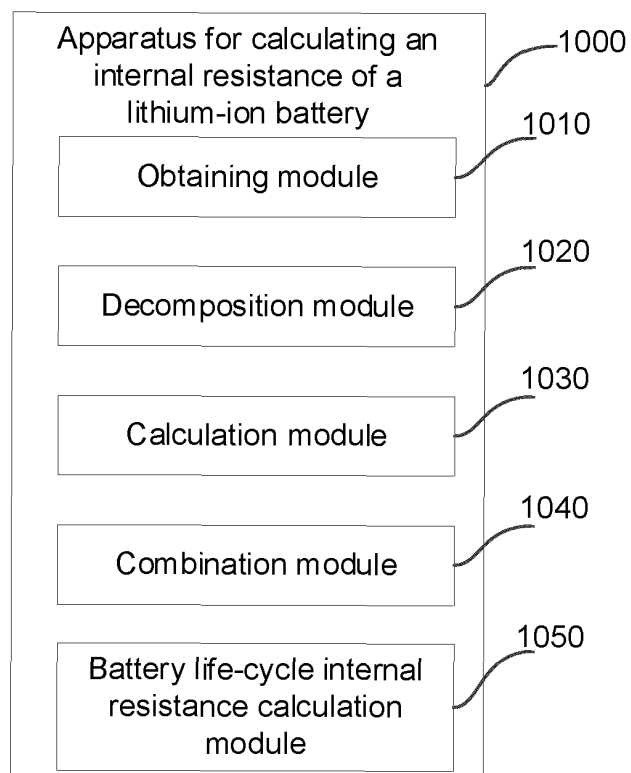 Apparatus for calculating an
internal resistance of a
lithium-ion battery
1000
1010
Obtaining module
1020
Decomposition module
1030
Calculation module
1040
Combination module
1050
Battery life-cycle internal
resistance calculation
module